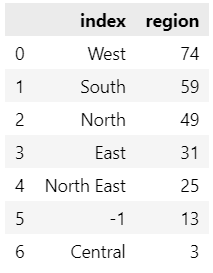 index region
0 West 74
1 South 59
2 North 49
3 East 31
4 North East 25
5 -1 13
6 Central 3